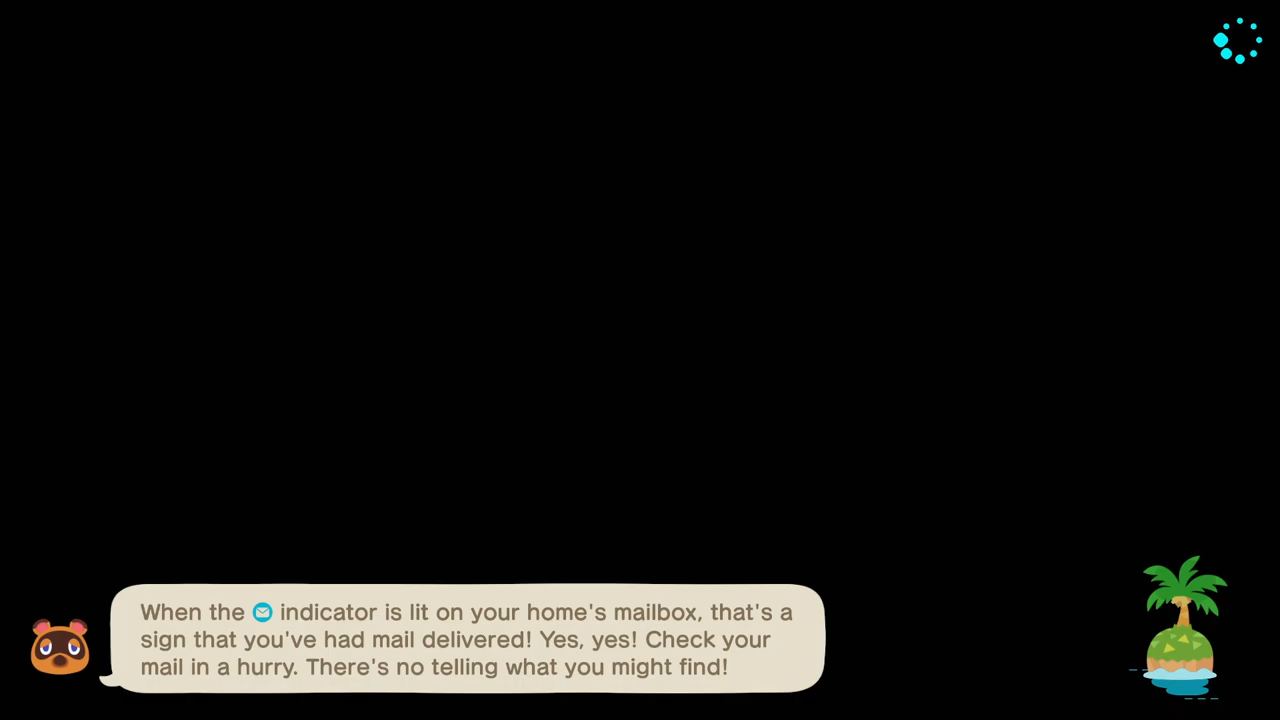 When the indicator is lit on your home's mailbox, that's a
sign that you've had mail delivered! Yes, yes! Check your
mail in a hurry. There's no telling what you might find!